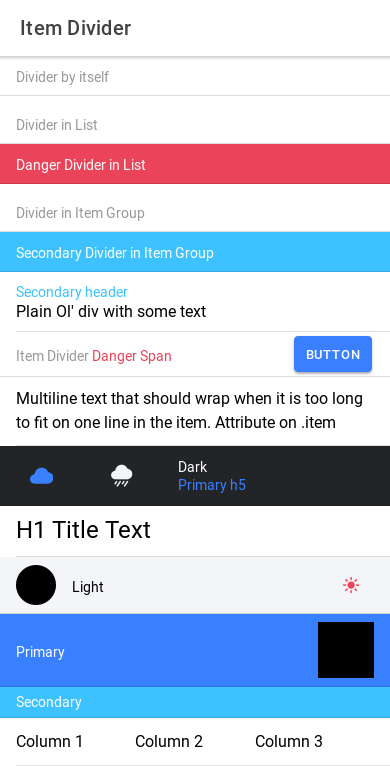 Item Divider
Divider by itself
Divider in List
Danger Divider in List
Divider in Item Group
Secondary Divider in Item Group
Secondary header
Plain Ol' div with some text
Item Divider Danger Span
BUTTON
Multiline text that should wrap when it is too long
to fit on one line in the item. Attribute on .item
Dark
Primary h5
H1 Title Text
Light
Primary
Secondary
Column 1 Column 2 Column 3